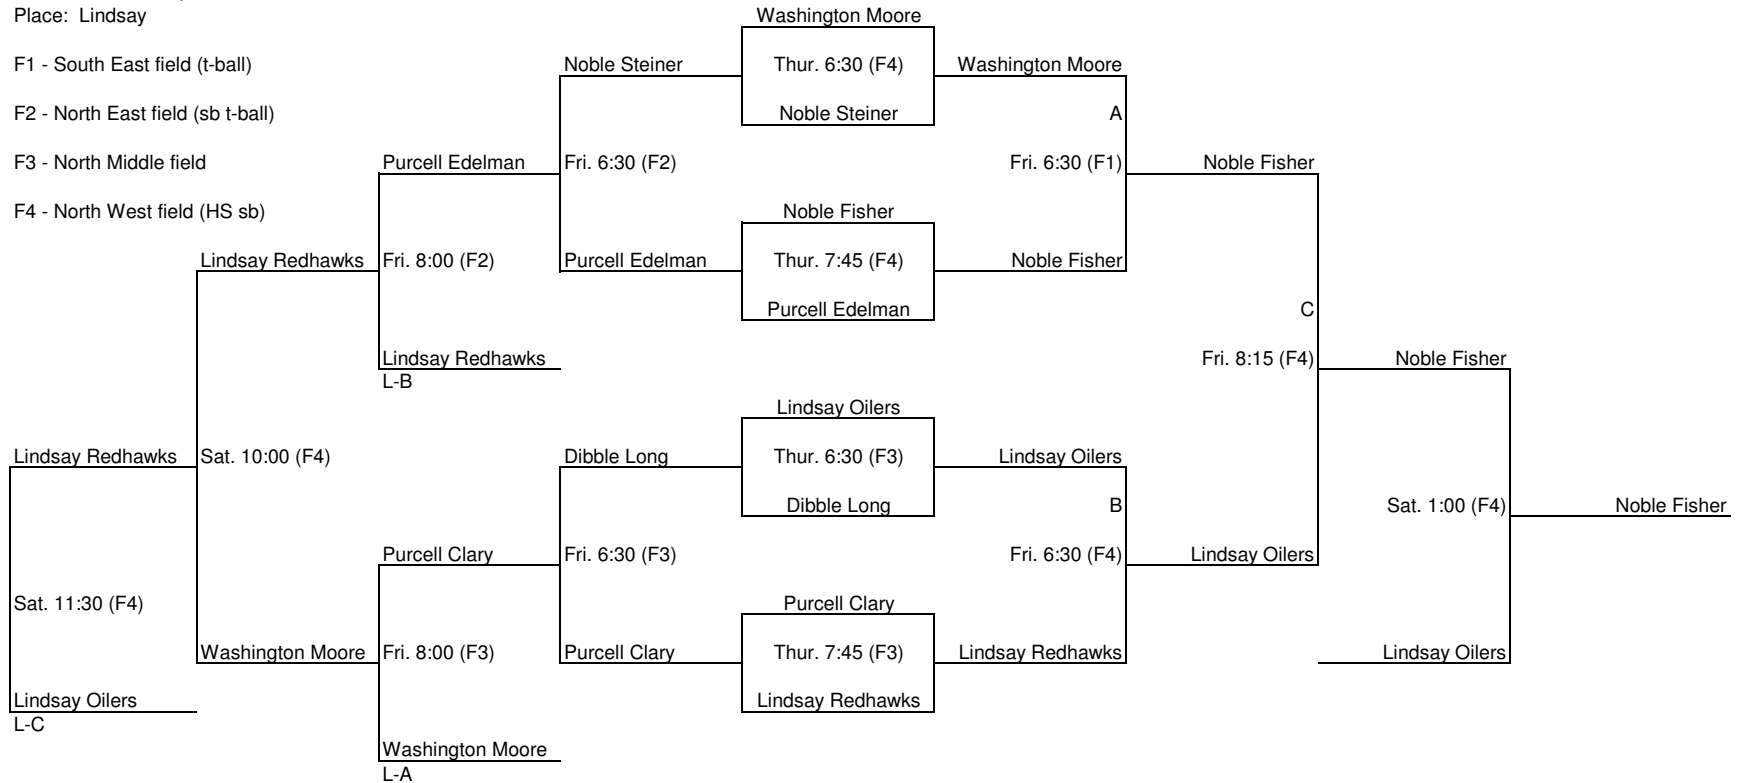 Place: Lindsay
Washington Moore
F1 - South East field (t-ball)
Noble Steiner
Thur. 6:30 (F4)
Washington Moore
F2 - North East field (sb t-ball)
Noble Steiner
A
F3 - North Middle field
Purcell Edelman
Fri. 6:30 (F2)
Fri. 6:30 (F1)
Noble Fisher
F4 - North West field (HS sb)
Noble Fisher
Lindsay Redhawks
Fri. 8:00 (F2)
Purcell Edelman
Thur. 7:45 (F4)
Noble Fisher
Purcell Edelman
C
Lindsay Redhawks
Fri. 8:15 (F4)
Noble Fisher
L-B
Lindsay Oilers
Lindsay Redhawks
Sat. 10:00 (F4)
Dibble Long
Thur. 6:30 (F3)
Lindsay Oilers
Dibble Long
B
Sat. 1:00 (F4)
Noble Fisher
Purcell Clary
Fri. 6:30 (F3)
Fri. 6:30 (F4)
Lindsay Oilers
Sat. 11:30 (F4)
Purcell Clary
Washington Moore
Fri. 8:00 (F3)
Purcell Clary
Thur. 7:45 (F3)
Lindsay Redhawks
Lindsay Oilers
Lindsay Oilers
Lindsay Redhawks
L-C
Washington Moore
L-A